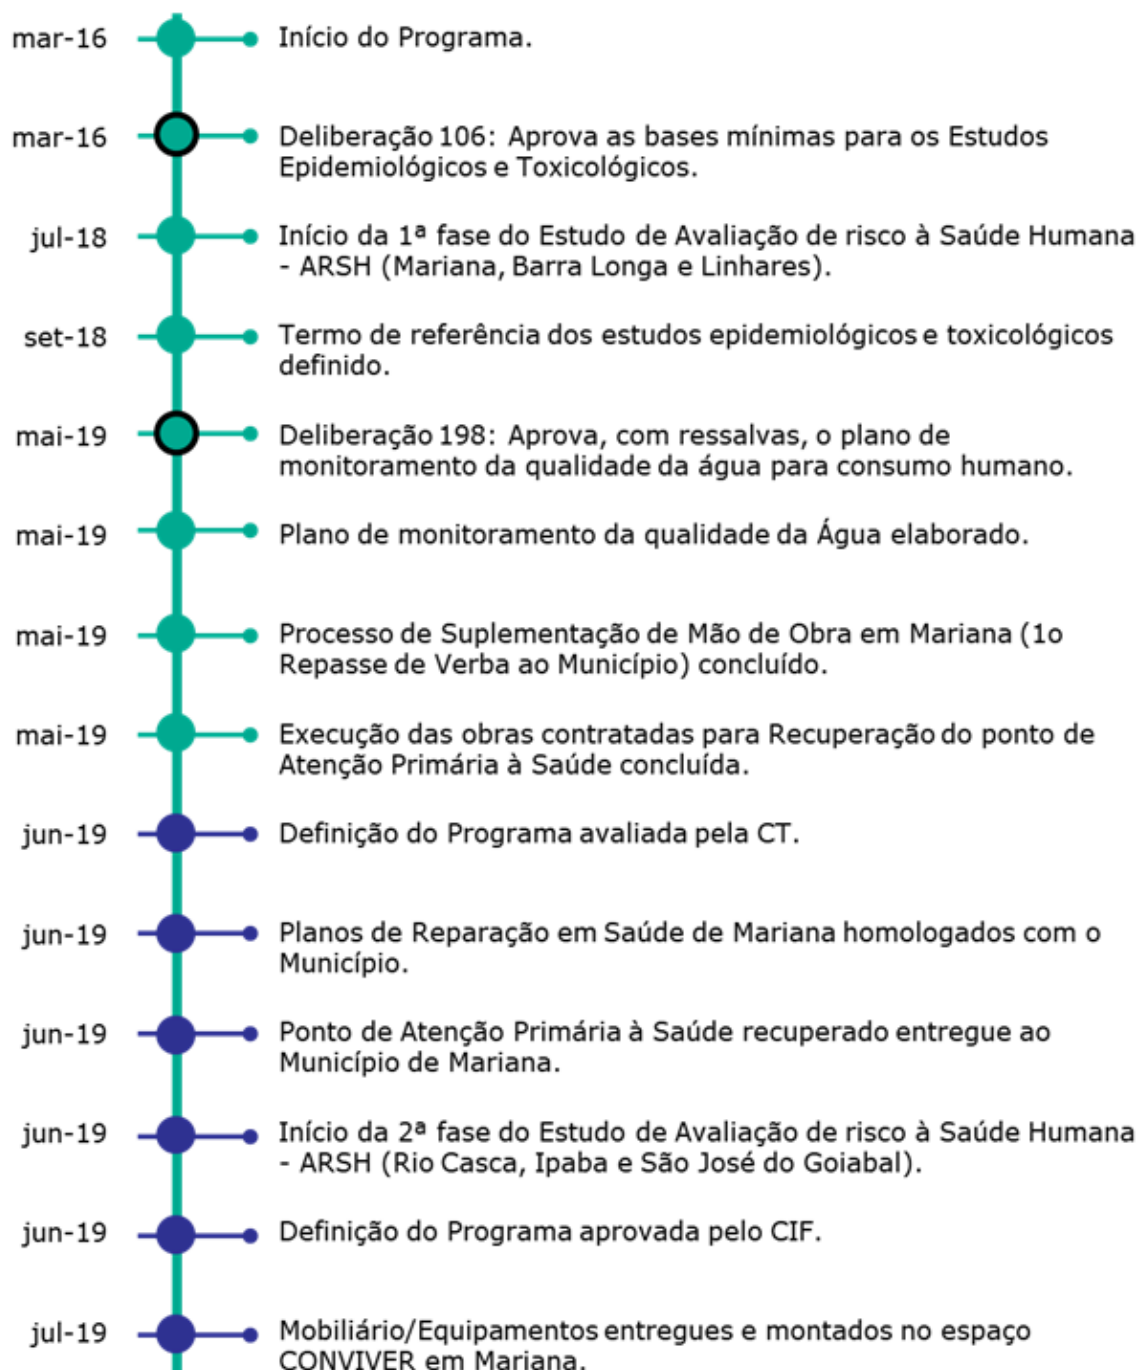 mar-16 Início do Programa.
mar-16 Deliberação 106: Aprova as bases mínimas para os Estudos
Epidemiológicos e Toxicológicos.
jul-18 Início da 1ª fase do Estudo de Avaliação de risco à Saúde Humana
- ARSH (Mariana, Barra Longa e Linhares).
set-18 Termo de referência dos estudos epidemiológicos e toxicológicos
definido.
mai-19 Deliberação 198: Aprova, com ressalvas, o plano de
monitoramento da qualidade da água para consumo humano.
mai-19 Plano de monitoramento da qualidade da Água elaborado.
mai-19 Processo de Suplementação de Mão de Obra em Mariana (1o
Repasse de Verba ao Município) concluído.
mai-19 Execução das obras contratadas para Recuperação do ponto de
Atenção Primária à Saúde concluída.
jun-19 Definição do Programa avaliada pela CT.
jun-19 Planos de Reparação em Saúde de Mariana homologados com o
Município.
jun-19 Ponto de Atenção Primária à Saúde recuperado entregue ao
Município de Mariana.
jun-19 Início da 2ª fase do Estudo de Avaliação de risco à Saúde Humana
- ARSH (Rio Casca, Ipaba e São José do Goiabal).
jun-19 Definição do Programa aprovada pelo CIF.
jul-19 Mobiliário/Equipamentos entregues e montados no espaço
CONVIVER em Mariana.